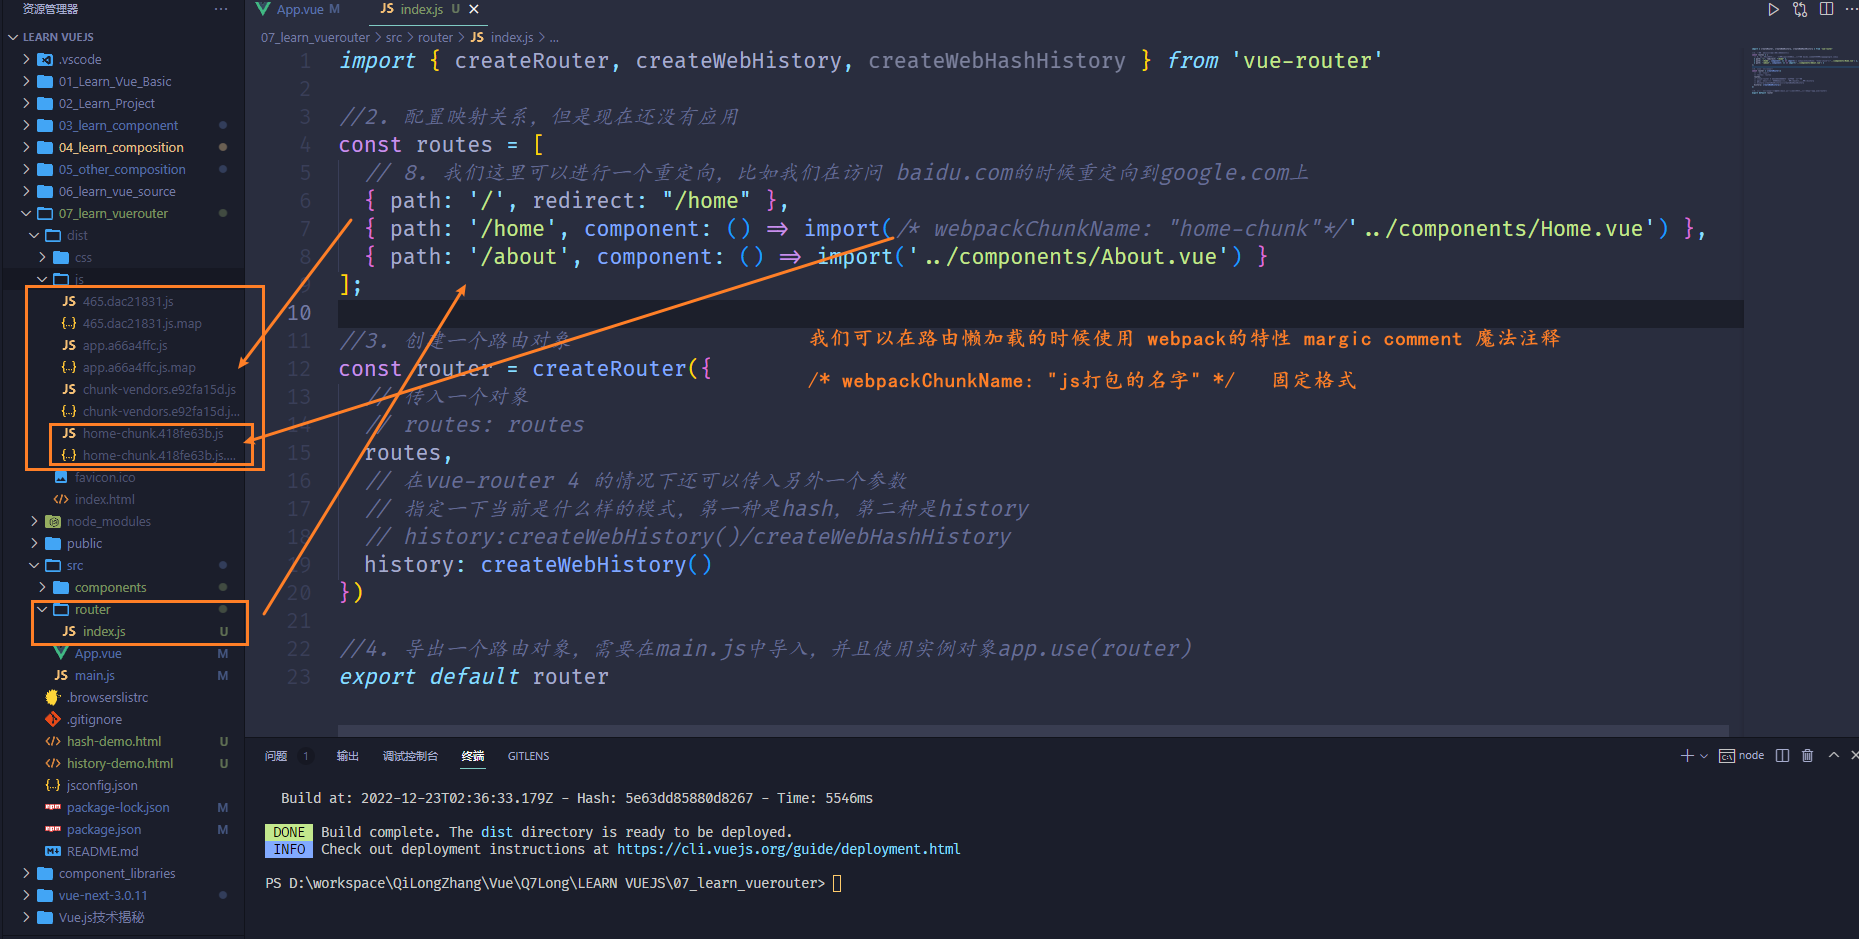 资源管理器 ···
LEARN VUEJS
.vscode
01_Learn_Vue_Basic
02_Learn_Project
03_learn_component
04_learn_composition
05_other_composition
06_learn_vue_source
07_learn_vuerouter
dist
css
js
JS 465.dac21831.js
{..} 465.dac21831.js.map
JS app.a66a4ffc.js
{..} app.a66a4ffc.js.map
JS chunk-vendors.e92fa15d.js
{..} chunk-vendors.e92fa15d.j...
JS home-chunk.418fe63b.js
{..} home-chunk.418fe63b.js....
favicon.ico
<> index.html
node_modules
public
src
components
router
JS index.js U
App.vue M
JS main.js M
.browserslistrc
.gitignore
<> hash-demo.html U
<> history-demo.html U
{..} jsconfig.json
npm package-lock.json M
npm package.json M
README.md
component_libraries
vue-next-3.0.11
Vue.js技术揭秘
App.vue M JS index.js U ×
07_learn_vuerouter > src > router > JS index.js > ...
1 import { createRouter, createWebHistory, createWebHashHistory } from 'vue-router'
2
3 //2. 配置映射关系，但是现在还没有应用
4 const routes = [
5 // 8. 我们这里可以进行一个重定向，比如我们在访问 baidu.com的时候重定向到google.com上
6 { path: '/', redirect: "/home" },
7 { path: '/home', component: () => import(/* webpackChunkName: "home-chunk"*/'../components/Home.vue') },
8 { path: '/about', component: () => import('../components/About.vue') }
9 ];
10
11 //3. 创建一个路由对象
我们可以在路由懒加载的时候使用 webpack的特性 margic comment 魔法注释
12 const router = createRouter({
/* webpackChunkName: "js打包的名字" */ 固定格式
13 // 传入一个对象
14 // routes: routes
15 routes,
16 // 在vue-router 4 的情况下还可以传入另外一个参数
17 // 指定一下当前是什么样的模式，第一种是hash，第二种是history
18 // history:createWebHistory()/createWebHashHistory
19 history: createWebHistory()
20 })
21
22 //4. 导出一个路由对象，需要在main.js中导入，并且使用实例对象app.use(router)
23 export default router
问题 1 输出 调试控制台 终端 GITLENS
node
Build at: 2022-12-23T02:36:33.179Z - Hash: 5e63dd85880d8267 - Time: 5546ms
DONE Build complete. The dist directory is ready to be deployed.
INFO Check out deployment instructions at https://cli.vuejs.org/guide/deployment.html
PS D:\workspace\QiLongZhang\Vue\Q7Long\LEARN VUEJS\07_learn_vuerouter>